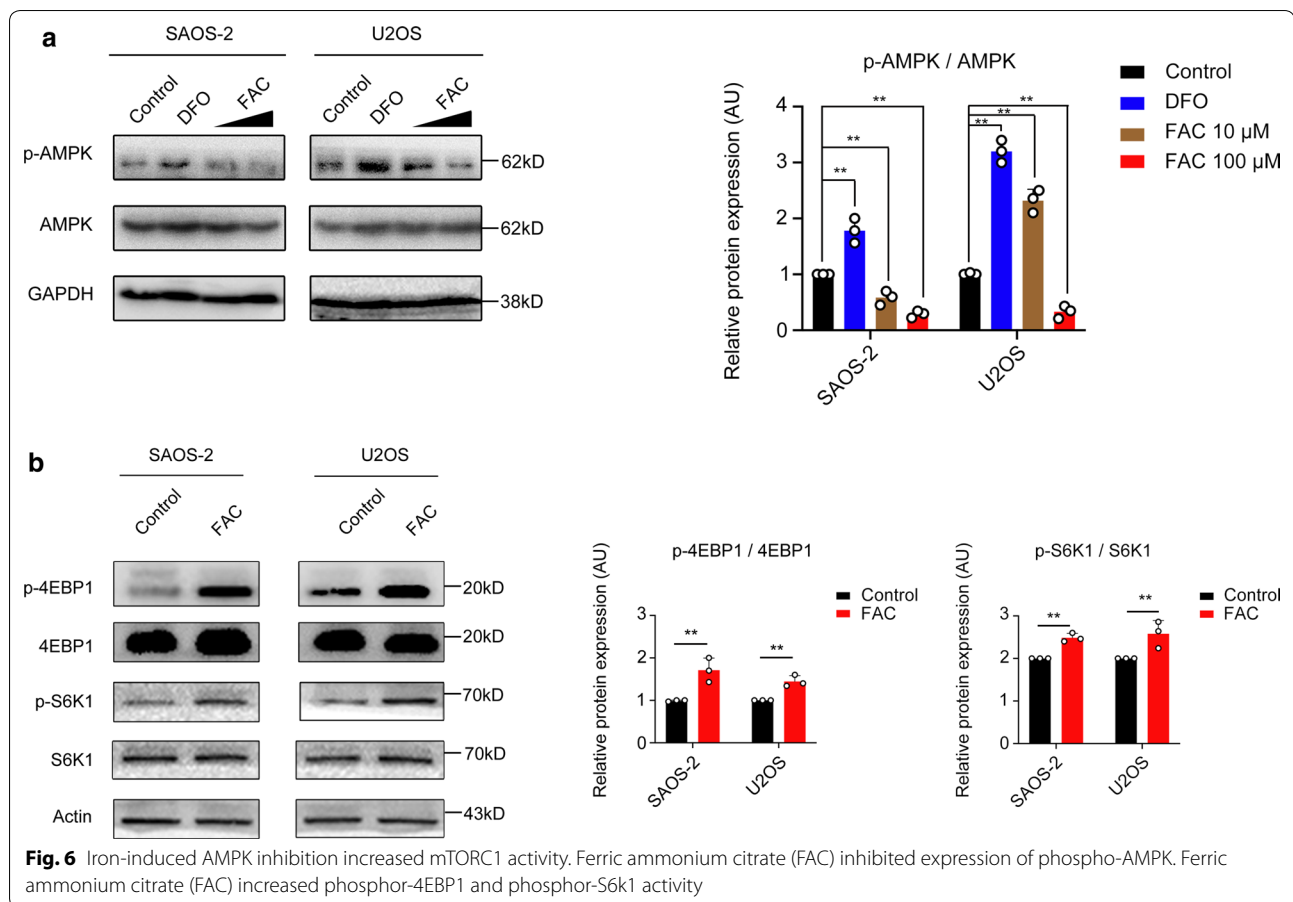 a
SAOS-2
U2OS
Control
DFO
FAC
Control
DFO
FAC
p-AMPK
62kD
AMPK
62kD
GAPDH
38kD
p-AMPK / AMPK
Relative protein expression (AU)
4
3
2
1
0
**
**
**
**
**
**
SAOS-2
U2OS
Control
DFO
FAC 10 µM
FAC 100 µM
b
SAOS-2
U2OS
Control
FAC
Control
FAC
p-4EBP1
20kD
4EBP1
20kD
p-S6K1
70kD
S6K1
70kD
Actin
43kD
p-4EBP1 / 4EBP1
Relative protein expression (AU)
3
2
1
0
**
**
SAOS-2
U2OS
Control
FAC
p-S6K1 / S6K1
Relative protein expression (AU)
3
2
1
0
**
**
SAOS-2
U2OS
Control
FAC
Fig. 6 Iron-induced AMPK inhibition increased mTORC1 activity. Ferric ammonium citrate (FAC) inhibited expression of phospho-AMPK. Ferric
ammonium citrate (FAC) increased phosphor-4EBP1 and phosphor-S6k1 activity